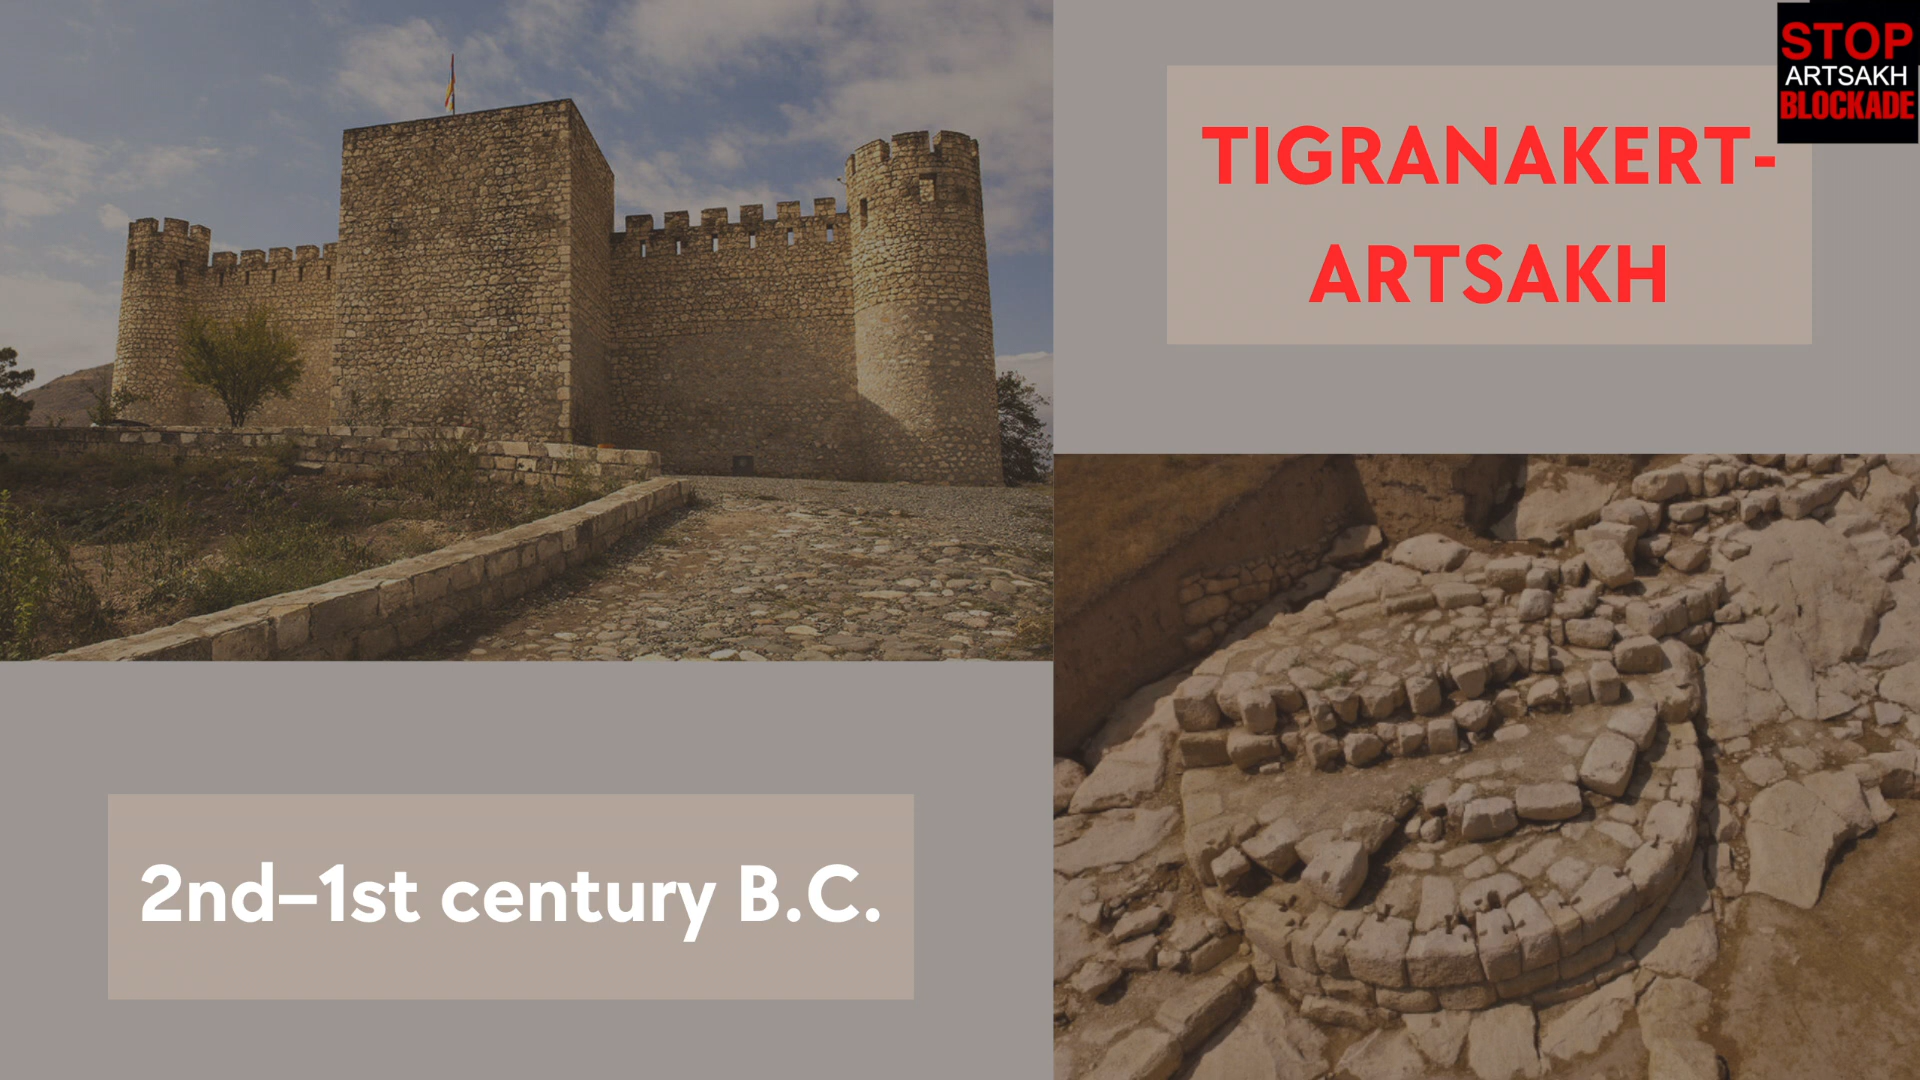 TIGRANAKERT-
ARTSAKH
STOP
ARTSAKH
BLOCKADE
2nd–1st century B.C.